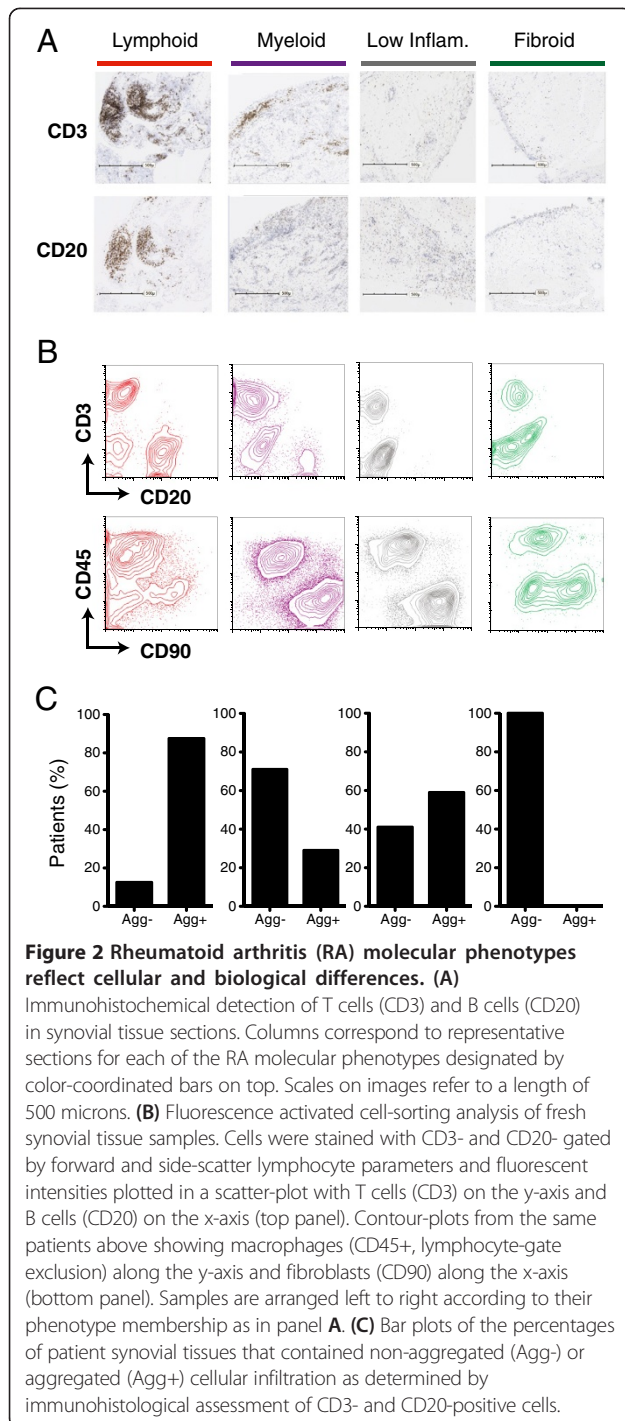 A
Lymphoid Myeloid Low Inflam. Fibroid
CD3
CD20
B
CD3
CD20
CD45
CD90
C
100 100 100 100
80 80 80 80
60 60 60 60
40 40 40 40
20 20 20 20
0 0 0 0
Patients (%)
Agg- Agg+ Agg- Agg+ Agg- Agg+ Agg- Agg+
Figure 2 Rheumatoid arthritis (RA) molecular phenotypes
reflect cellular and biological differences. (A)
Immunohistochemical detection of T cells (CD3) and B cells (CD20)
in synovial tissue sections. Columns correspond to representative
sections for each of the RA molecular phenotypes designated by
color-coordinated bars on top. Scales on images refer to a length of
500 microns. (B) Fluorescence activated cell-sorting analysis of fresh
synovial tissue samples. Cells were stained with CD3- and CD20- gated
by forward and side-scatter lymphocyte parameters and fluorescent
intensities plotted in a scatter-plot with T cells (CD3) on the y-axis and
B cells (CD20) on the x-axis (top panel). Contour-plots from the same
patients above showing macrophages (CD45+, lymphocyte-gate
exclusion) along the y-axis and fibroblasts (CD90) along the x-axis
(bottom panel). Samples are arranged left to right according to their
phenotype membership as in panel A. (C) Bar plots of the percentages
of patient synovial tissues that contained non-aggregated (Agg-) or
aggregated (Agg+) cellular infiltration as determined by
immunohistological assessment of CD3- and CD20-positive cells.